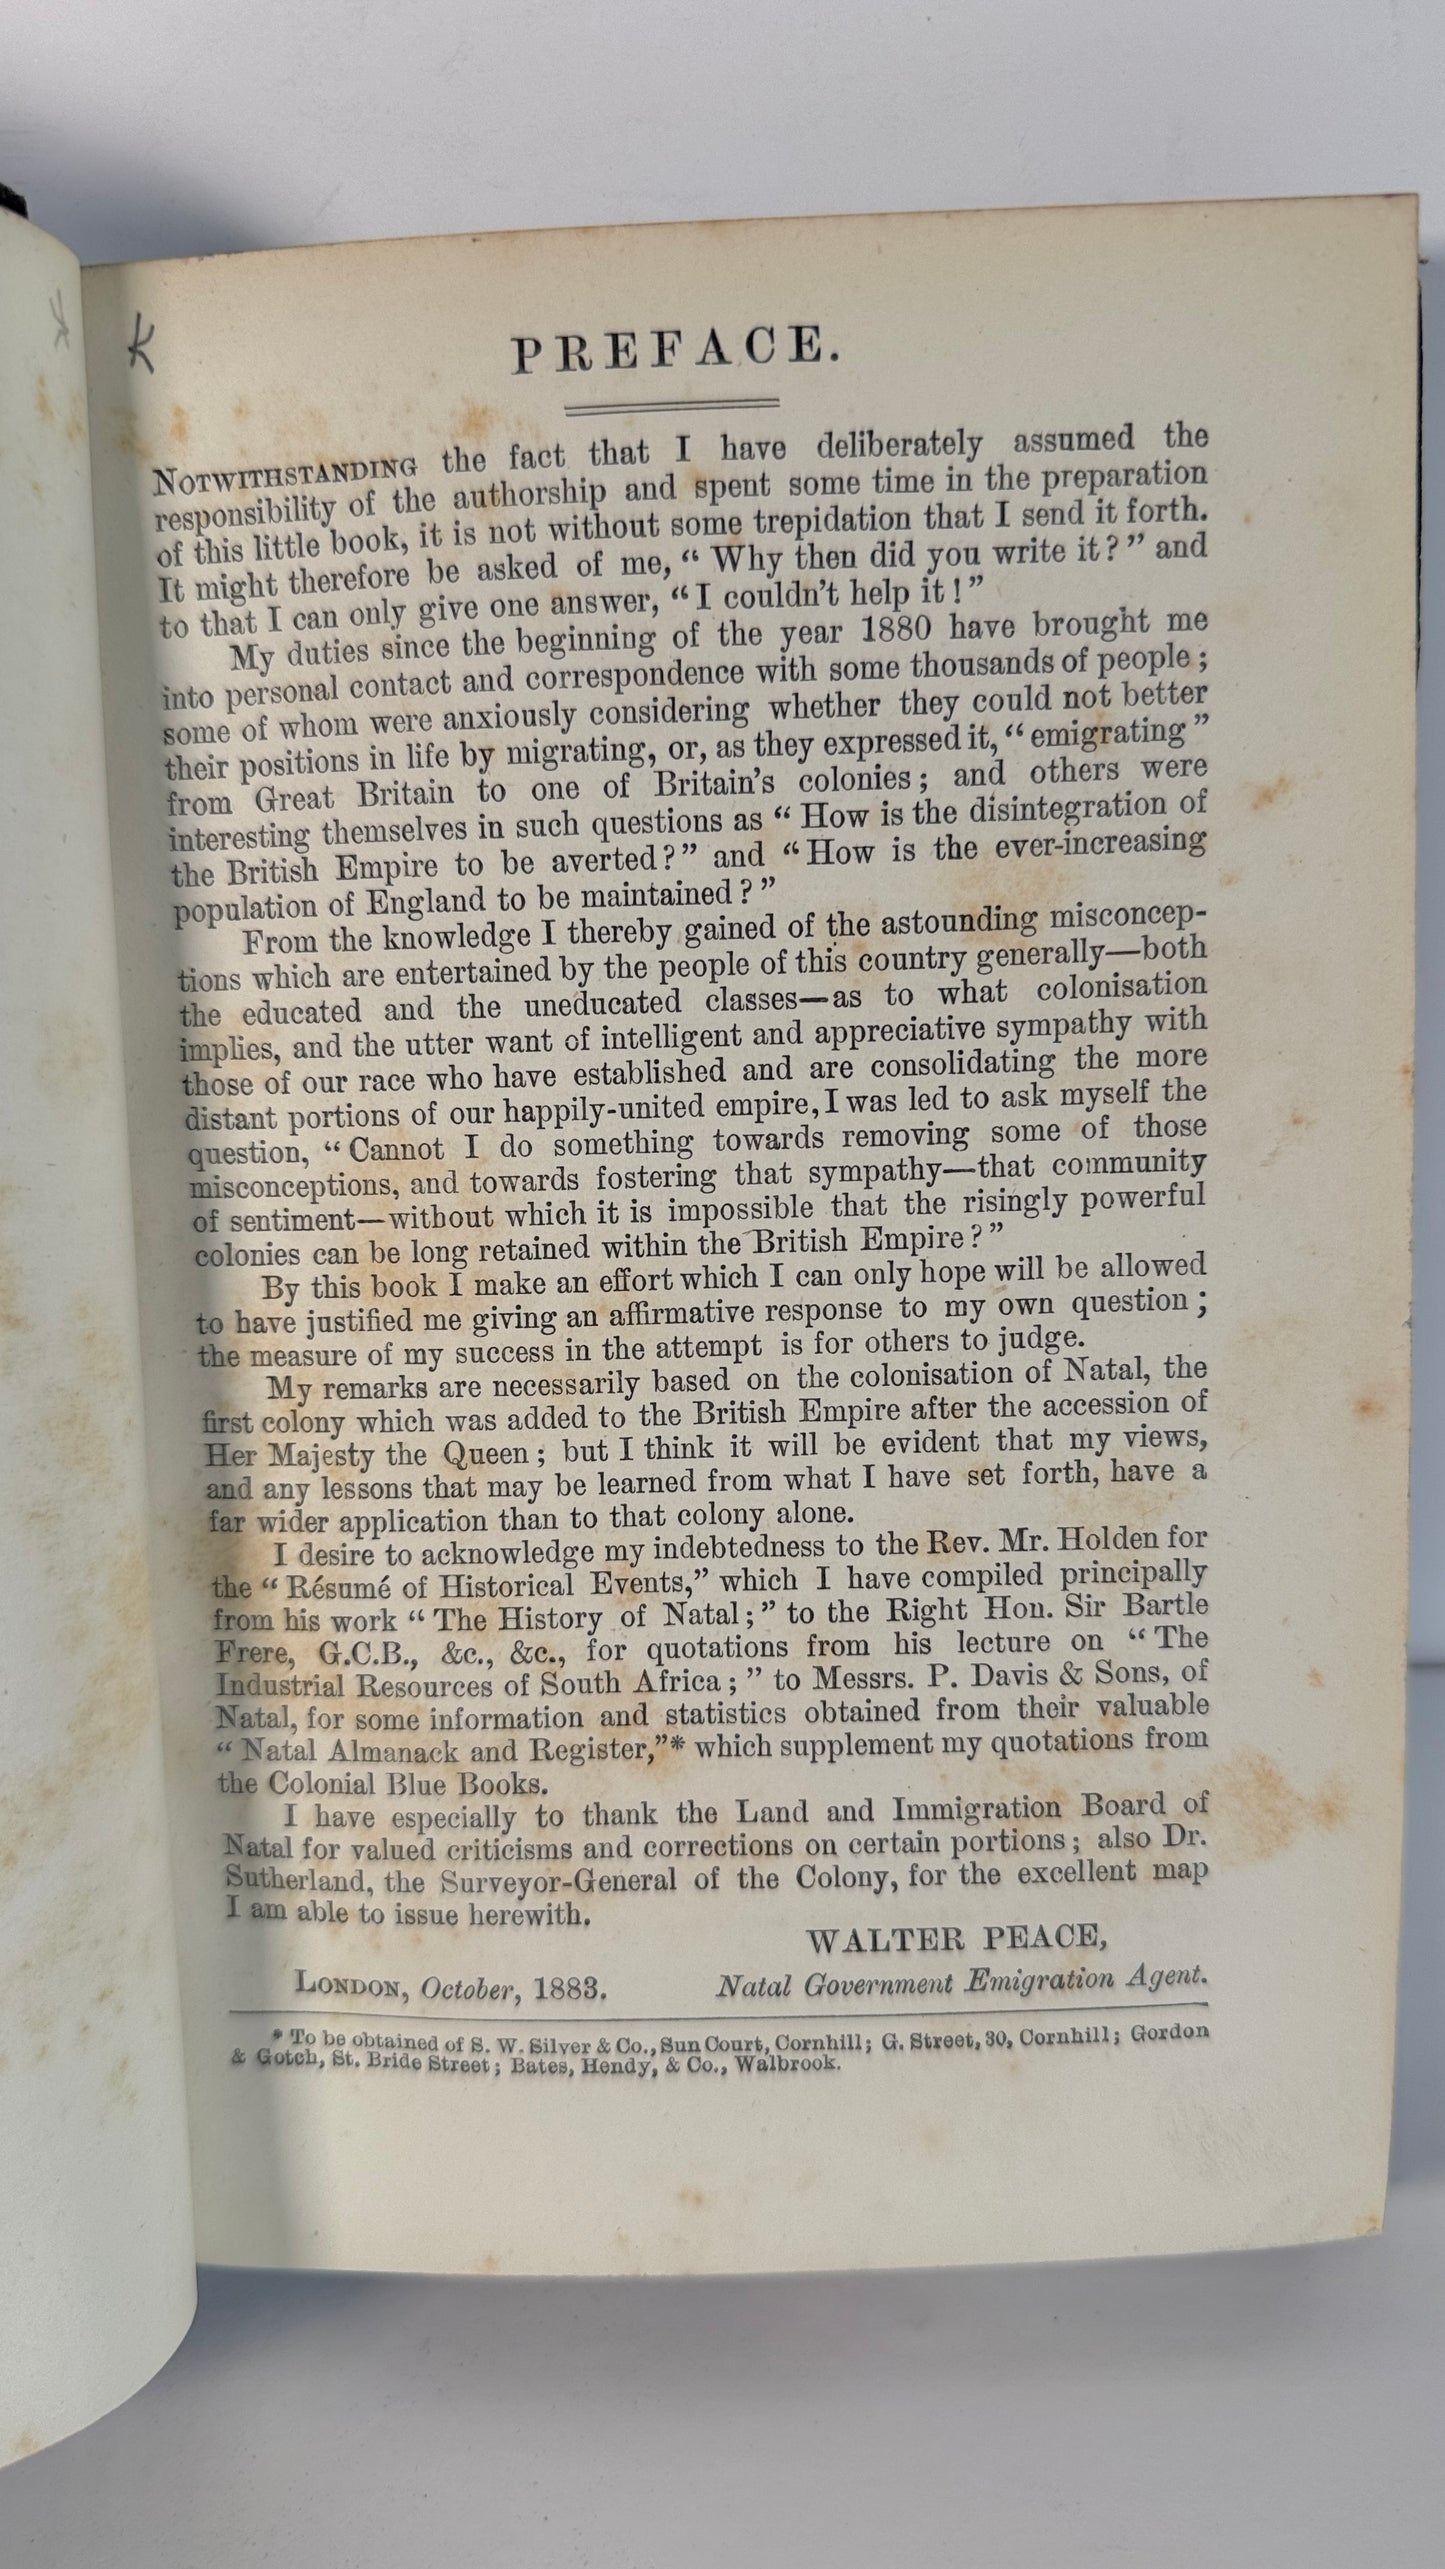 K
PREFACE.
NOTWITHSTANDING the fact that I have deliberately assumed the
responsibility of the authorship and spent some time in the preparation
of this little book, it is not without some trepidation that I send it forth.
It might therefore be asked of me, “Why then did you write it?” and
to that I can only give one answer, “I couldn't help it!”
My duties since the beginning of the year 1880 have brought me
into personal contact and correspondence with some thousands of people;
some of whom were anxiously considering whether they could not better
their positions in life by migrating, or, as they expressed it, “emigrating”
from Great Britain to one of Britain's colonies; and others were
interesting themselves in such questions as “How is the disintegration of
the British Empire to be averted?” and “How is the ever-increasing
population of England to be maintained?”
From the knowledge I thereby gained of the astounding misconcep-
tions which are entertained by the people of this country generally—both
the educated and the uneducated classes—as to what colonisation
implies, and the utter want of intelligent and appreciative sympathy with
those of our race who have established and are consolidating the more
distant portions of our happily-united empire, I was led to ask myself the
question, “Cannot I do something towards removing some of those
misconceptions, and towards fostering that sympathy—that community
of sentiment—without which it is impossible that the risingly powerful
colonies can be long retained within the British Empire?”
By this book I make an effort which I can only hope will be allowed
to have justified me giving an affirmative response to my own question;
the measure of my success in the attempt is for others to judge.
My remarks are necessarily based on the colonisation of Natal, the
first colony which was added to the British Empire after the accession of
Her Majesty the Queen; but I think it will be evident that my views,
and any lessons that may be learned from what I have set forth, have a
far wider application than to that colony alone.
I desire to acknowledge my indebtedness to the Rev. Mr. Holden for
the “Résumé of Historical Events,” which I have compiled principally
from his work “The History of Natal;” to the Right Hon. Sir Bartle
Frere, G.C.B., &c., &c., for quotations from his lecture on “The
Industrial Resources of South Africa;” to Messrs. P. Davis & Sons, of
Natal, for some information and statistics obtained from their valuable
“Natal Almanack and Register,”* which supplement my quotations from
the Colonial Blue Books.
I have especially to thank the Land and Immigration Board of
Natal for valued criticisms and corrections on certain portions; also Dr.
Sutherland, the Surveyor-General of the Colony, for the excellent map
I am able to issue herewith.
WALTER PEACE,
LONDON, October, 1883. Natal Government Emigration Agent.
* To be obtained of S. W. Silver & Co., Sun Court, Cornhill; G. Street, 30, Cornhill; Gordon
& Gotch, St. Bride Street; Bates, Hendy, & Co., Walbrook.